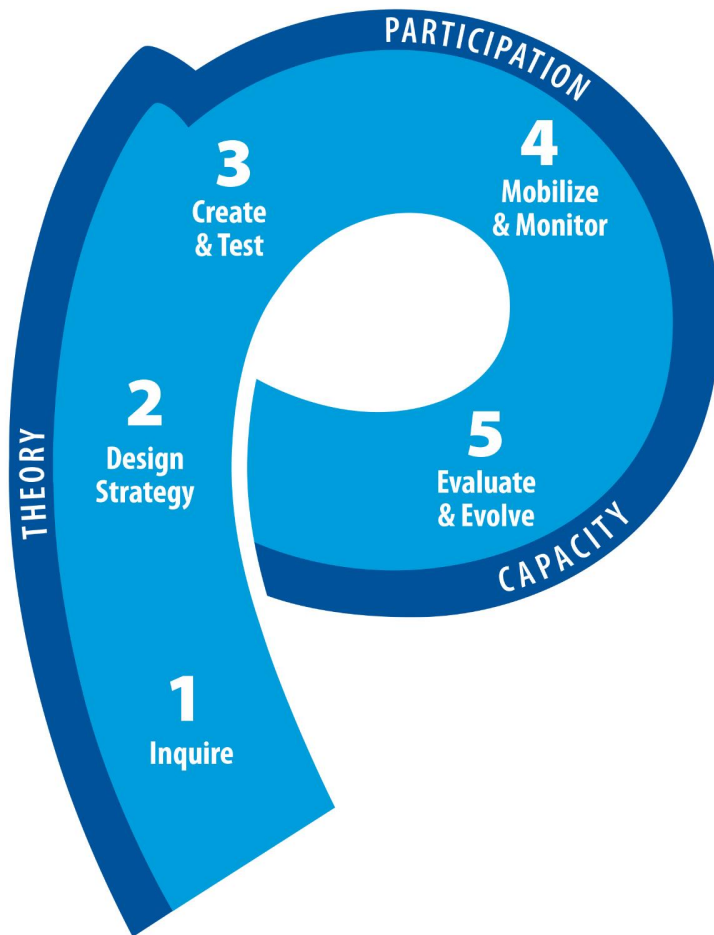 PARTICIPATION
3
Create
& Test
4
Mobilize
& Monitor
2
Design
Strategy
THEORY
5
Evaluate
& Evolve
CAPACITY
1
Inquire